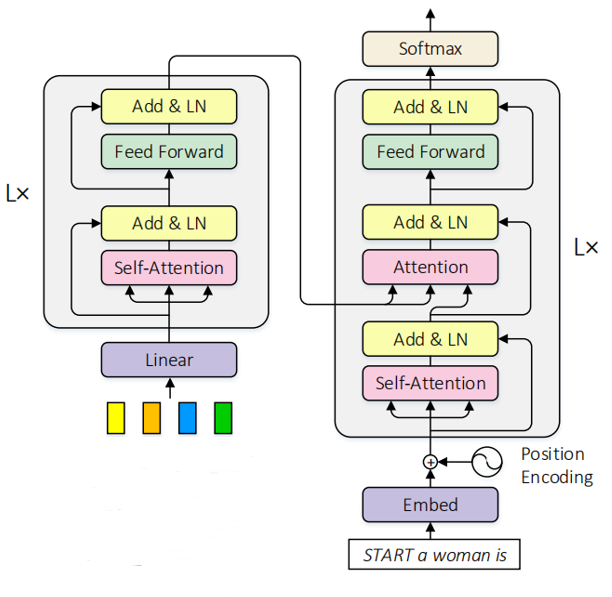 Softmax
Add & LN
Feed Forward
Add & LN
Self-Attention
Linear
L×
Add & LN
Feed Forward
Add & LN
Attention
Add & LN
Self-Attention
L×
Position
Encoding
Embed
START a woman is